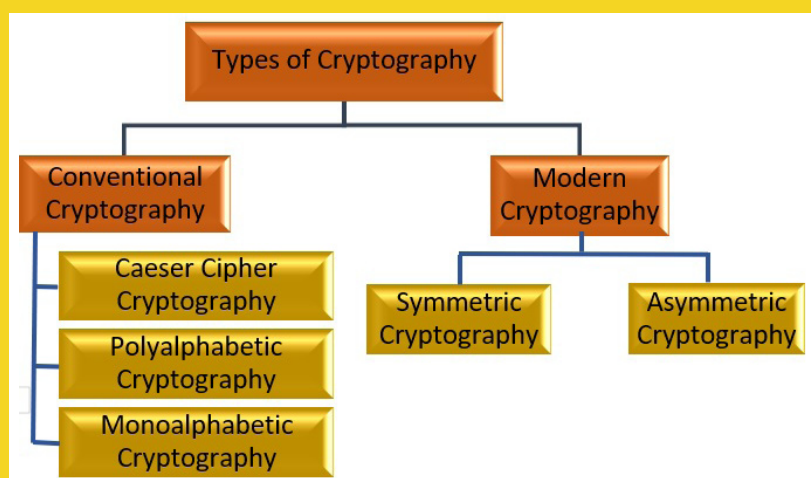 Types of Cryptography
Conventional
Cryptography
Modern
Cryptography
Caeser Cipher
Cryptography
Polyalphabetic
Cryptography
Monoalphabetic
Cryptography
Symmetric
Cryptography
Asymmetric
Cryptography